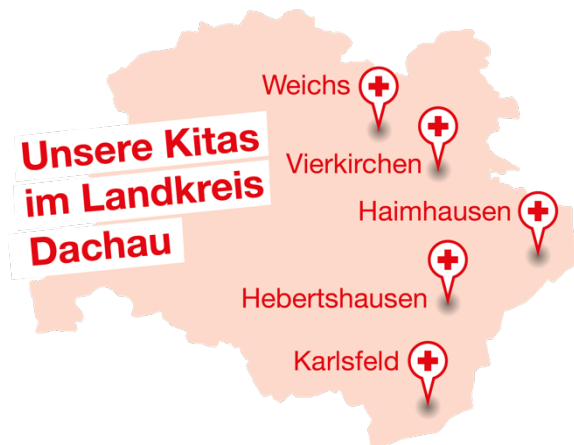 Unsere Kitas
im Landkreis
Dachau
Weichs
Vierkirchen
Haimhausen
Hebertshausen
Karlsfeld